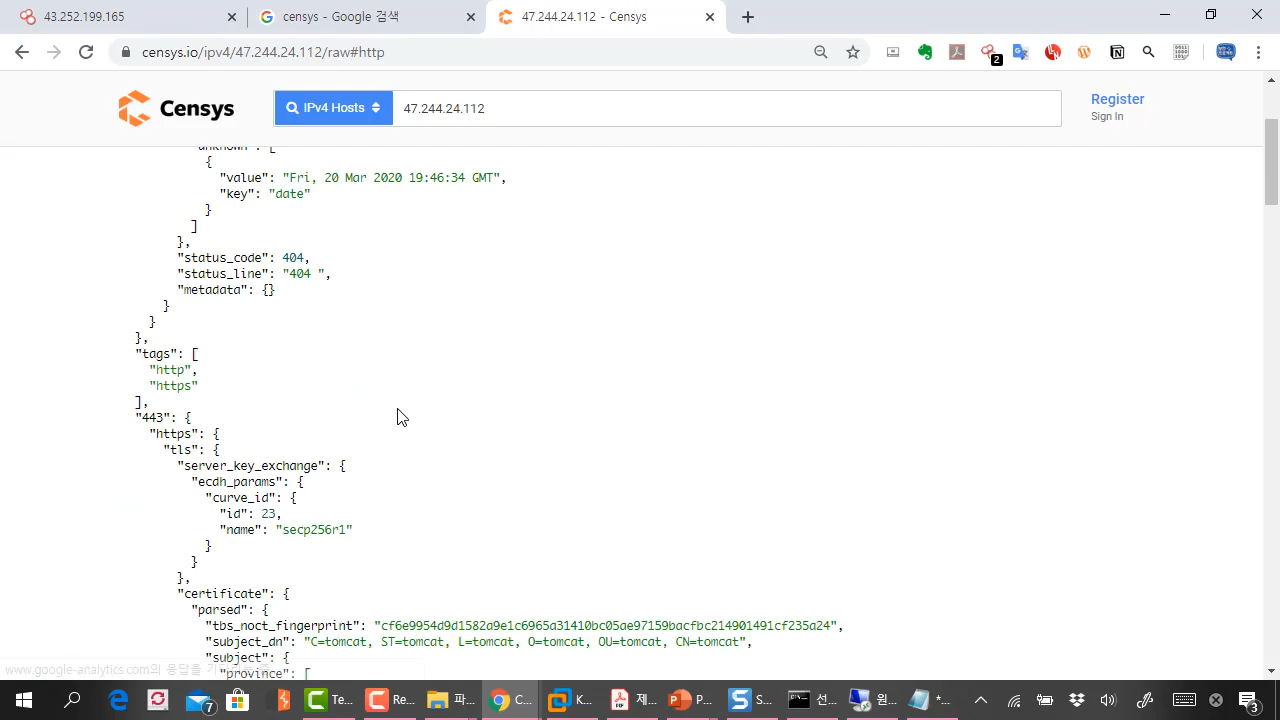 43.252.199.165
censys - Google 검색
47.244.24.112 - Censys
censys.io/ipv4/47.244.24.112/raw#http
2
Censys
IPv4 Hosts
47.244.24.112
Register
Sign In
"unknown": [
{
"value": "Fri, 20 Mar 2020 19:46:34 GMT",
"key": "date"
}
]
},
"status_code": 404,
"status_line": "404 ",
"metadata": {}
}
}
},
"tags": [
"http",
"https"
],
"443": {
"https": {
"tls": {
"server_key_exchange": {
"ecdh_params": {
"curve_id": {
"id": 23,
"name": "secp256r1"
}
}
},
"certificate": {
"parsed": {
"tbs_noct_fingerprint": "cf6e9954d9d1582a9e1c6965a31410bc05ae97159bacfbc214901491cf235a24",
"subject_dn": "C=tomcat, ST=tomcat, L=tomcat, O=tomcat, OU=tomcat, CN=tomcat",
"subject": {
"province": [
www.google-analytics.com의 응답을
7
Te...
Re...
파...
C...
K...
제...
P...
S...
선...
원...
*...
3